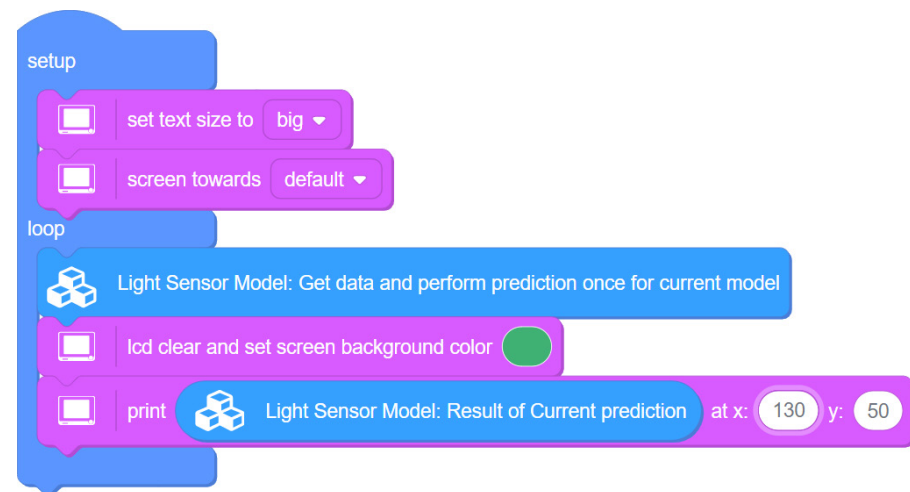 setup
set text size to big
screen towards default
loop
Light Sensor Model: Get data and perform prediction once for current model
lcd clear and set screen background color
print Light Sensor Model: Result of Current prediction at x: 130 y: 50